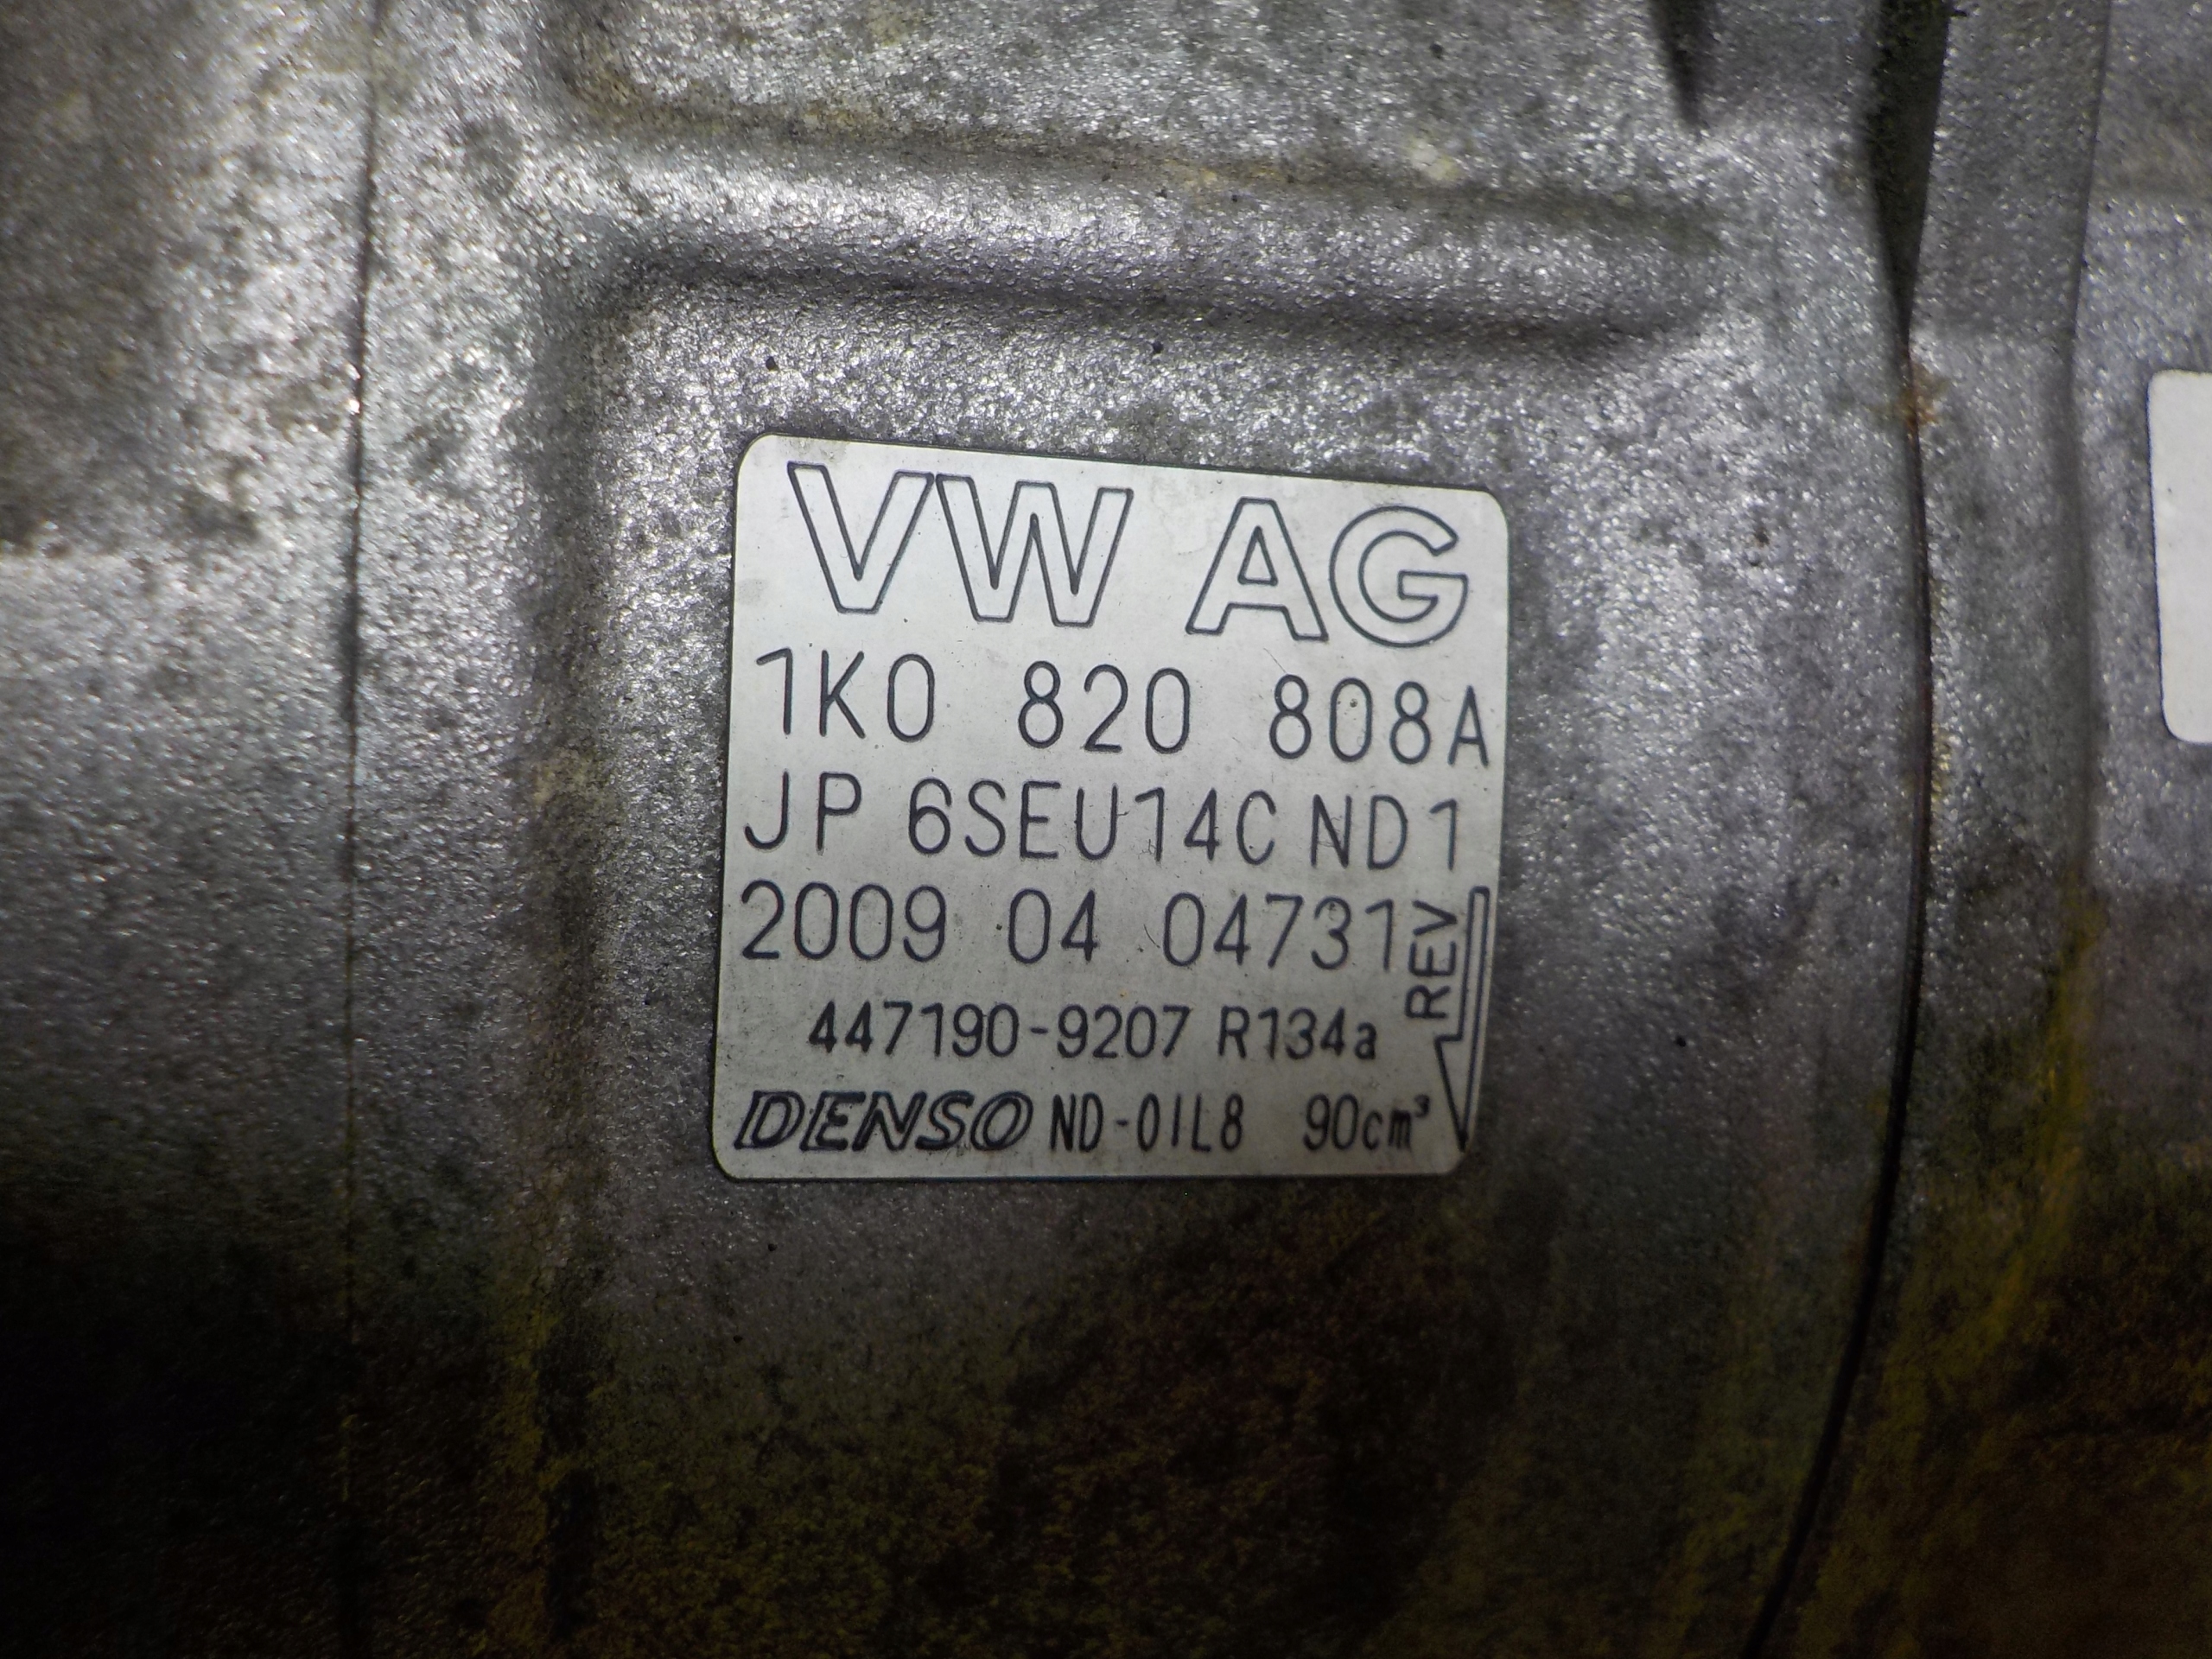 VW AG
1K0 820 808A
JP 6SEU14C ND1
2009 04 04731
REV
447190-9207 R134a
DENSO ND-OIL8 90cm³